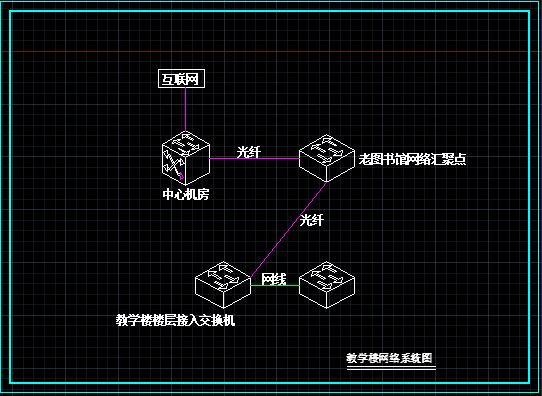 互联网
光纤
老图书馆网络汇聚点
中心机房
光纤
网线
教学楼楼层接入交换机
教学楼网络系统图